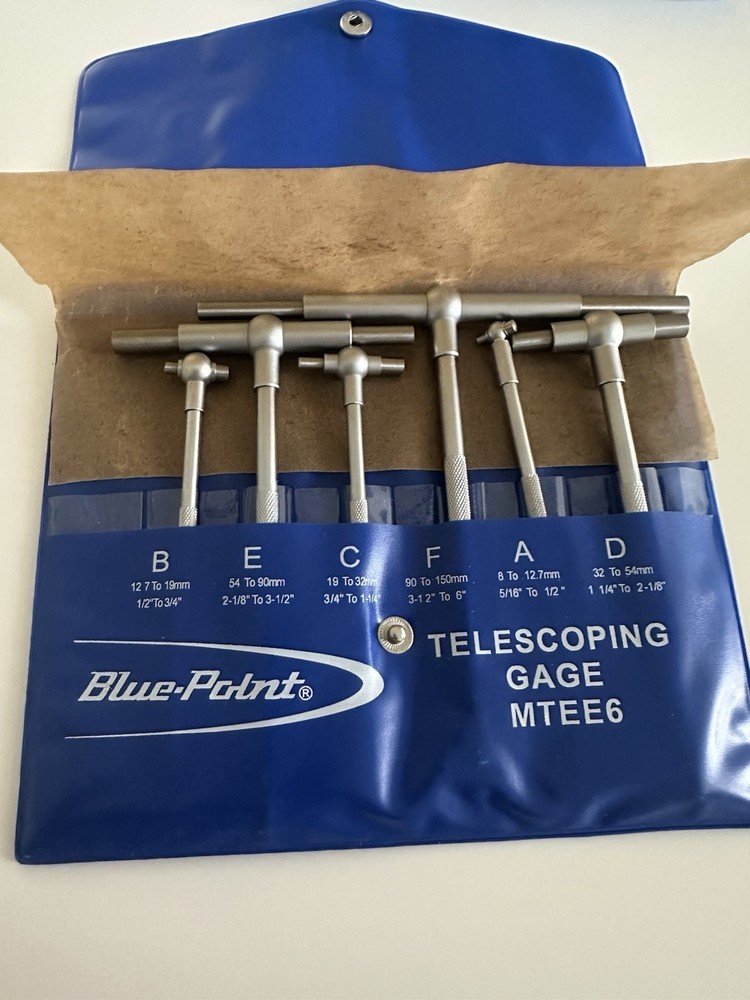 B E C F A D
12 7 To 19mm 54 To 90mm 19 To 32mm 90 To 150mm 8 To 12.7mm 32 To 54mm
1/2"To 3/4" 2-1/8" To 3-1/2" 3/4" To 1-1/4" 3-1 2" To 6" 5/16" To 1/2" 1 1/4" To 2-1/8"
Blue-Point®
TELESCOPING
GAGE
MTEE6